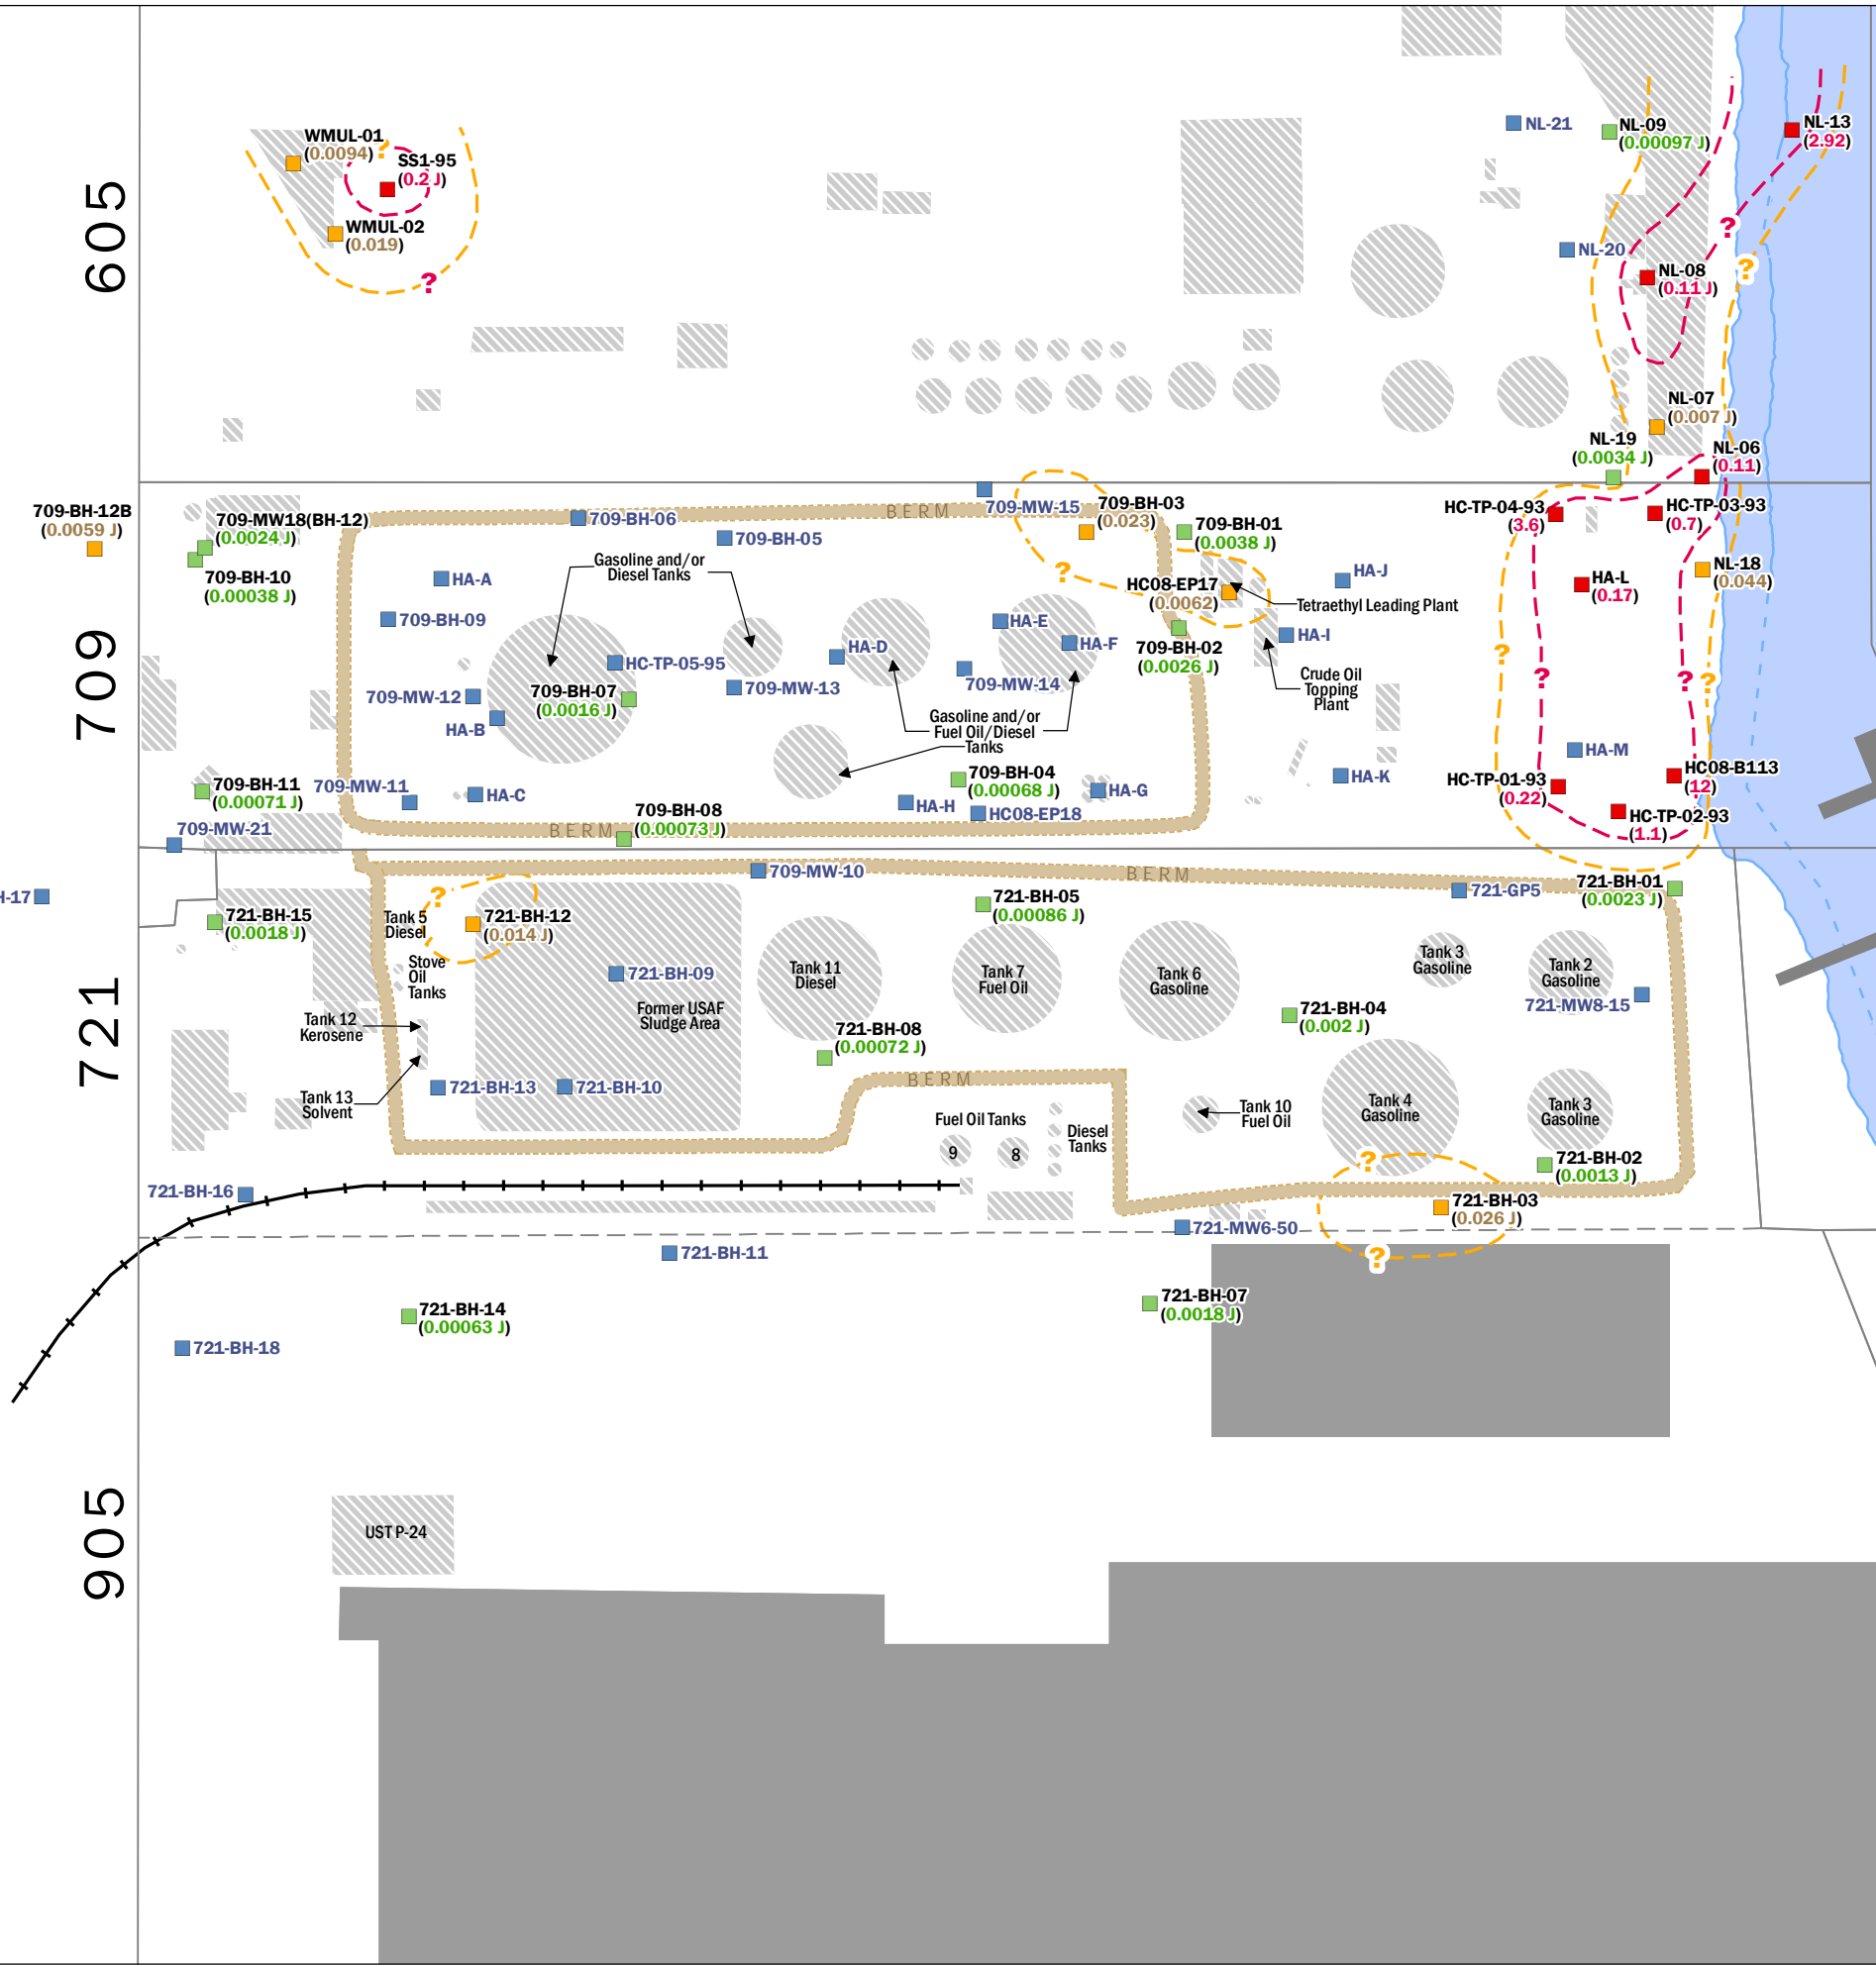 605
WMUL-01
(0.0094)
?
SS1-95
(0.2 J)
WMUL-02
(0.019)
?
NL-21
NL-09
(0.00097 J)
NL-13
(2.92)
NL-20
?
?
NL-08
(0.11 J)
NL-07
(0.007 J)
NL-19
(0.0034 J)
NL-06
(0.11)
709
709-BH-12B
(0.0059 J)
709-MW18(BH-12)
(0.0024 J)
709-BH-10
(0.00038 J)
BERM
709-BH-06
709-BH-05
709-MW-15
709-BH-03
(0.023)
709-BH-01
(0.0038 J)
HC-TP-04-93
(3.6)
HC-TP-03-93
(0.7)
Gasoline and/or
Diesel Tanks
HA-A
?
HC08-EP17
(0.0062)
Tetraethyl Leading Plant
HA-J
HA-L
(0.17)
NL-18
(0.044)
709-BH-09
HA-E
HA-F
HA-D
HA-I
709-BH-02
(0.0026 J)
HC-TP-05-95
709-MW-12
709-BH-07
(0.0016 J)
709-MW-13
709-MW-14
Crude Oil
Topping
Plant
?
?
?
?
HA-B
Gasoline and/or
Fuel Oil/Diesel
Tanks
HA-M
709-BH-11
(0.00071 J)
709-MW-11
HA-C
709-BH-04
(0.00068 J)
HA-G
HA-H
HC08-EP18
HA-K
HC-TP-01-93
(0.22)
HC08-B113
(12)
HC-TP-02-93
(1.1)
709-BH-08
(0.00073 J)
BERM
709-MW-21
721
H-17
709-MW-10
BERM
721-GP5
721-BH-01
(0.0023 J)
721-BH-15
(0.0018 J)
?
Tank 5
Diesel
721-BH-12
(0.014 J)
721-BH-05
(0.00086 J)
Stove
Oil
Tanks
721-BH-09
Tank 11
Diesel
Tank 7
Fuel Oil
Tank 6
Gasoline
Tank 3
Gasoline
Tank 2
Gasoline
721-MW8-15
Tank 12
Kerosene
Former USAF
Sludge Area
721-BH-08
(0.00072 J)
721-BH-04
(0.002 J)
Tank 13
Solvent
721-BH-13
721-BH-10
BERM
Fuel Oil Tanks
9
8
Diesel
Tanks
Tank 10
Fuel Oil
Tank 4
Gasoline
Tank 3
Gasoline
?
721-BH-02
(0.0013 J)
721-BH-16
721-MW6-50
721-BH-03
(0.026 J)
?
721-BH-11
721-BH-14
(0.00063 J)
721-BH-07
(0.0018 J)
721-BH-18
905
UST P-24